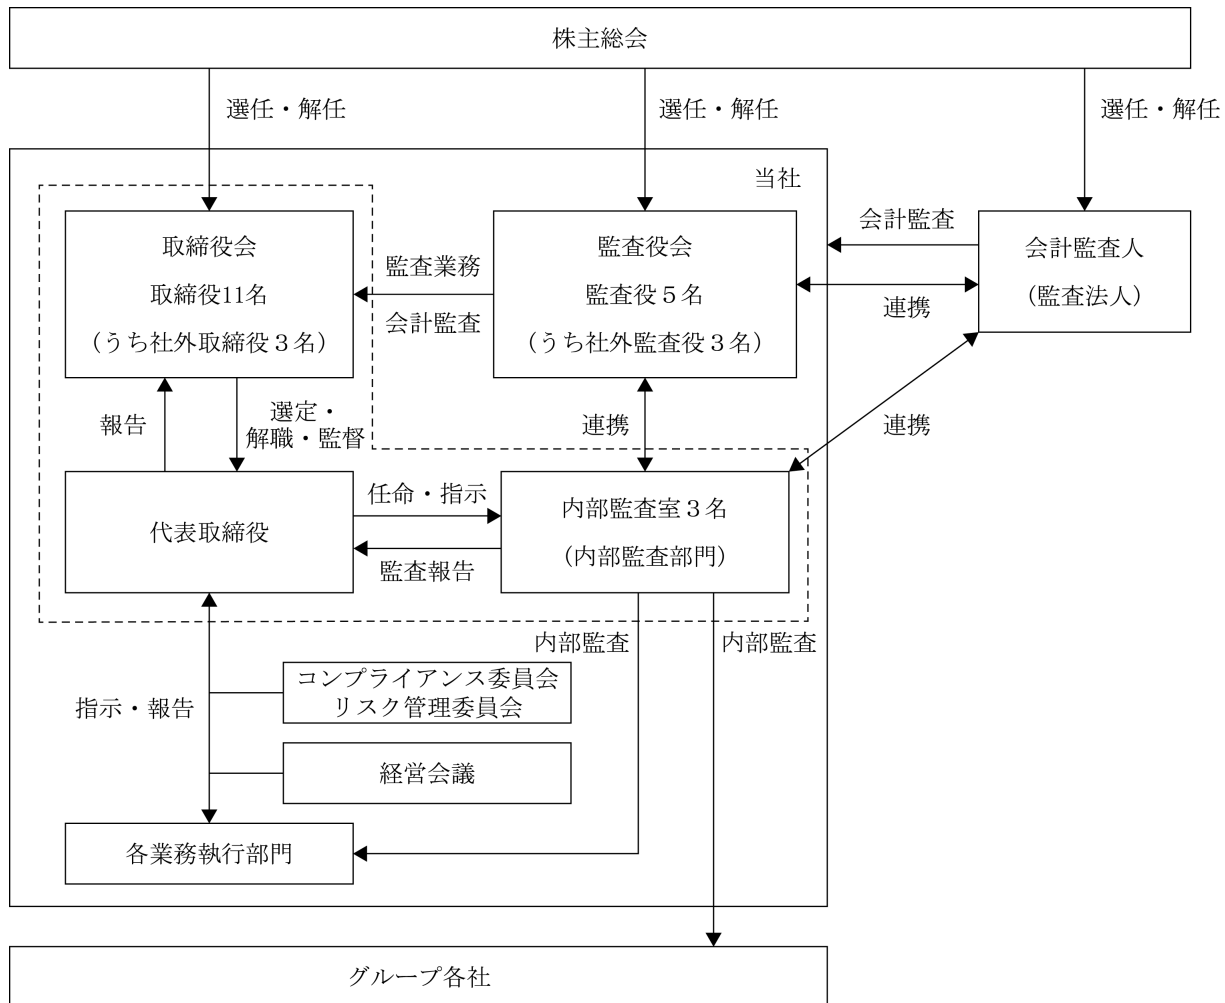 株主総会
選任・解任
選任・解任
選任・解任
当社
取締役会
取締役11名
（うち社外取締役３名）
監査業務
会計監査
監査役会
監査役５名
（うち社外監査役３名）
会計監査
連携
会計監査人
（監査法人）
報告
選定・
解職・監督
連携
連携
代表取締役
任命・指示
監査報告
内部監査室３名
（内部監査部門）
内部監査
内部監査
指示・報告
コンプライアンス委員会
リスク管理委員会
経営会議
各業務執行部門
グループ各社